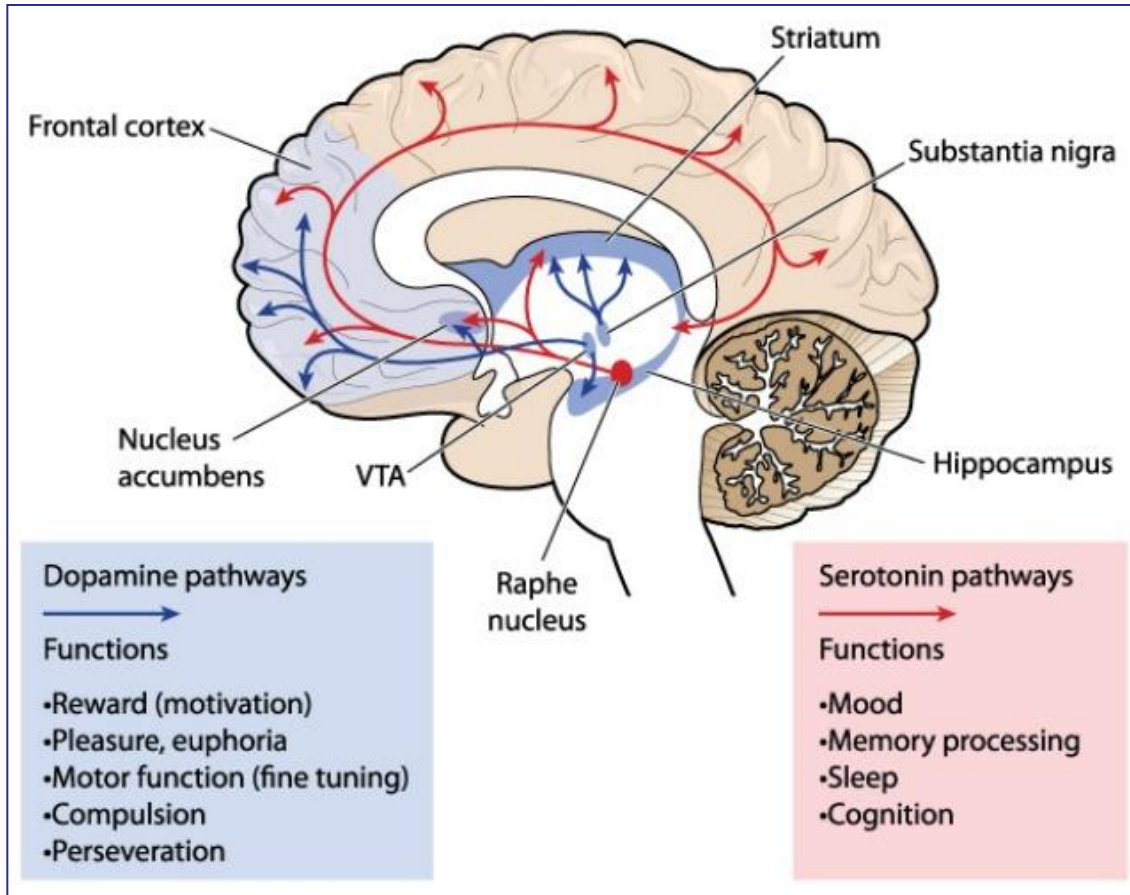 Striatum
Frontal cortex
Substantia nigra
Nucleus
accumbens
VTA
Hippocampus
Raphe
nucleus
Dopamine pathways
Functions
•Reward (motivation)
•Pleasure, euphoria
•Motor function (fine tuning)
•Compulsion
•Perseveration
Serotonin pathways
Functions
•Mood
•Memory processing
•Sleep
•Cognition